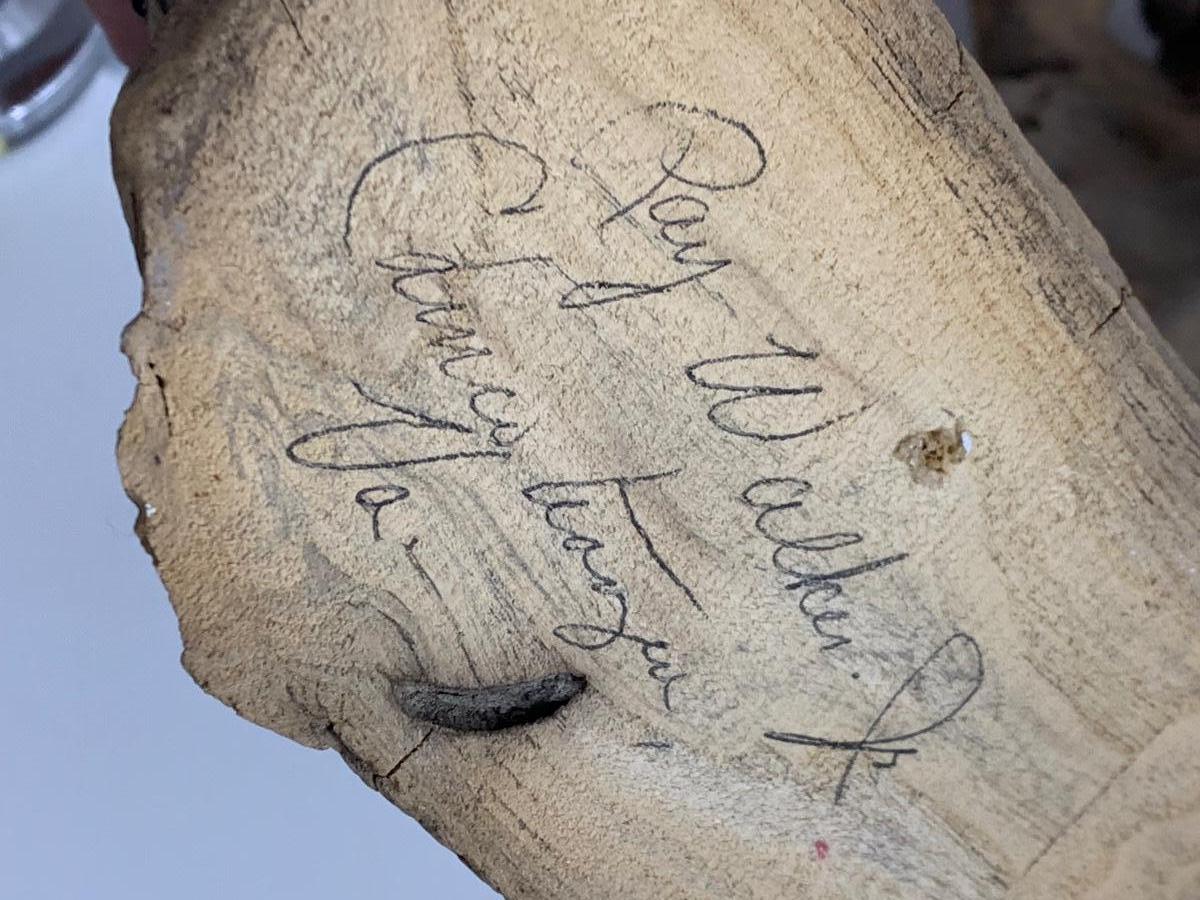 Ray Walker. Jr
Chincoteague
Va.